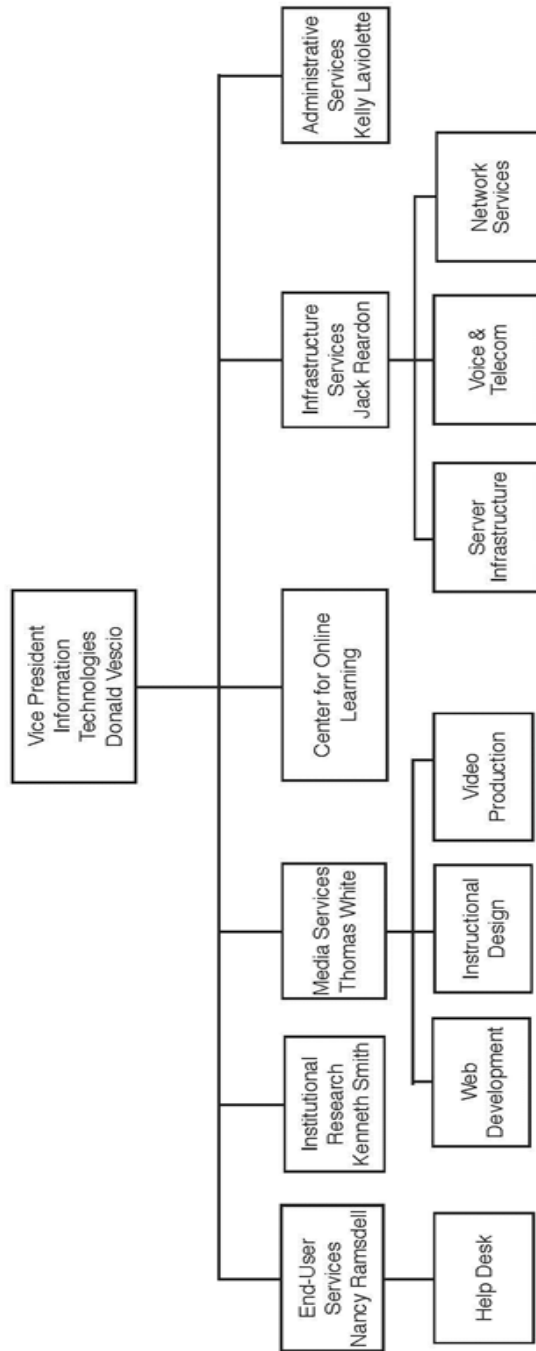 Vice President
Information
Technologies
Donald Vescio
End-User
Services
Nancy Ramsdell
Institutional
Research
Kenneth Smith
Media Services
Thomas White
Center for Online
Learning
Infrastructure
Services
Jack Reardon
Administrative
Services
Kelly Laviolette
Help Desk
Web
Development
Instructional
Design
Video
Production
Server
Infrastructure
Voice &
Telecom
Network
Services